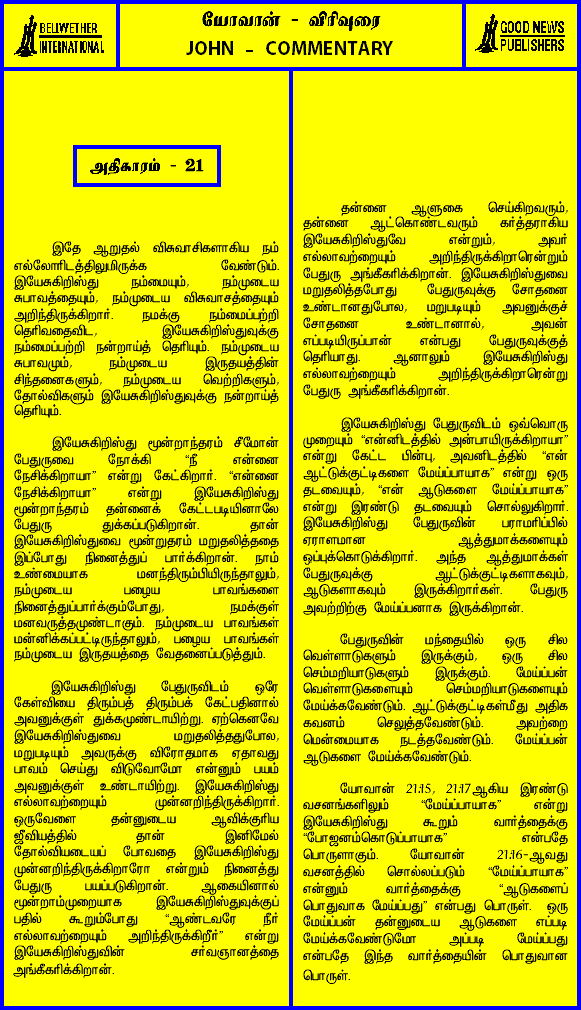 BELWETHER
INTERNATIONAL
யோவான் - விரிவுரை
JOHN - COMMENTARY
GOOD NEWS
PUBLISHERS
அதிகாரம் - 21
இதே ஆறுதல் விசுவாசிகளாகிய நம்
எல்லோரிடத்திலுமிருக்க வேண்டும்.
இயேசுகிறிஸ்து நம்மையும், நம்முடைய
சுபாவத்தையும், நம்முடைய விசுவாசத்தையும்
அறிந்திருக்கிறார். நமக்கு நம்மைப்பற்றி
தெரிவதைவிட, இயேசுகிறிஸ்துவுக்கு
நம்மைப்பற்றி நன்றாய்த் தெரியும். நம்முடைய
சுபாவமும், நம்முடைய இருதயத்தின்
சிந்தனைகளும், நம்முடைய வெற்றிகளும்,
தோல்விகளும் இயேசுகிறிஸ்துவுக்கு நன்றாய்த்
தெரியும்.
இயேசுகிறிஸ்து மூன்றாந்தரம் சீமோன்
பேதுருவை நோக்கி “நீ என்னை
நேசிக்கிறாயா” என்று கேட்கிறார். “என்னை
நேசிக்கிறாயா” என்று இயேசுகிறிஸ்து
மூன்றாந்தரம் தன்னைக் கேட்டபடியினாலே
பேதுரு துக்கப்படுகிறான். தான்
இயேசுகிறிஸ்துவை மூன்றுதரம் மறுதலித்ததை
இப்போது நினைத்துப் பார்க்கிறான். நாம்
உண்மையாக மனந்திரும்பியிருந்தாலும்,
நம்முடைய பழைய பாவங்களை
நினைத்துப்பார்க்கும்போது, நமக்குள்
மனவருத்தமுண்டாகும். நம்முடைய பாவங்கள்
மன்னிக்கப்பட்டிருந்தாலும், பழைய பாவங்கள்
நம்முடைய இருதயத்தை வேதனைப்படுத்தும்.
இயேசுகிறிஸ்து பேதுருவிடம் ஒரே
கேள்வியை திரும்பத் திரும்பக் கேட்பதினால்
அவனுக்குள் துக்கமுண்டாயிற்று. ஏற்கெனவே
இயேசுகிறிஸ்துவை மறுதலித்ததுபோல,
மறுபடியும் அவருக்கு விரோதமாக ஏதாவது
பாவம் செய்து விடுவோமோ என்னும் பயம்
அவனுக்குள் உண்டாயிற்று. இயேசுகிறிஸ்து
எல்லாவற்றையும் முன்னறிந்திருக்கிறார்.
ஒருவேளை தன்னுடைய ஆவிக்குரிய
ஜீவியத்தில் தான் இனிமேல்
தோல்வியடையப் போவதை இயேசுகிறிஸ்து
முன்னறிந்திருக்கிறாரோ என்றும் நினைத்து
பேதுரு பயப்படுகிறான். ஆகையினால்
மூன்றாம்முறையாக இயேசுகிறிஸ்துவுக்குப்
பதில் கூறும்போது “ஆண்டவரே நீர்
எல்லாவற்றையும் அறிந்திருக்கிறீர்” என்று
இயேசுகிறிஸ்துவின் சர்வஞானத்தை
அங்கீகரிக்கிறான்.
தன்னை ஆளுகை செய்கிறவரும்,
தன்னை ஆட்கொண்டவரும் கர்த்தராகிய
இயேசுகிறிஸ்துவே என்றும், அவர்
எல்லாவற்றையும் அறிந்திருக்கிறாரென்றும்
பேதுரு அங்கீகரிக்கிறான். இயேசுகிறிஸ்துவை
மறுதலித்தபோது பேதுருவுக்கு சோதனை
உண்டானதுபோல, மறுபடியும் அவனுக்குச்
சோதனை உண்டானால், அவன்
எப்படியிருப்பான் என்பது பேதுருவுக்குத்
தெரியாது. ஆனாலும் இயேசுகிறிஸ்து
எல்லாவற்றையும் அறிந்திருக்கிறாரென்று
பேதுரு அங்கீகரிக்கிறான்.
இயேசுகிறிஸ்து பேதுருவிடம் ஒவ்வொரு
முறையும் “என்னிடத்தில் அன்பாயிருக்கிறாயா”
என்று கேட்ட பின்பு, அவனிடத்தில் “என்
ஆட்டுக்குட்டிகளை மேய்ப்பாயாக” என்று ஒரு
தடவையும், “என் ஆடுகளை மேய்ப்பாயாக”
என்று இரண்டு தடவையும் சொல்லுகிறார்.
இயேசுகிறிஸ்து பேதுருவின் பராமரிப்பில்
ஏராளமான ஆத்துமாக்களையும்
ஒப்புக்கொடுக்கிறார். அந்த ஆத்துமாக்கள்
பேதுருவுக்கு ஆட்டுக்குட்டிகளாகவும்,
ஆடுகளாகவும் இருக்கிறார்கள். பேதுரு
அவற்றிற்கு மேய்ப்பனாக இருக்கிறான்.
பேதுருவின் மந்தையில் ஒரு சில
வெள்ளாடுகளும் இருக்கும், ஒரு சில
செம்மறியாடுகளும் இருக்கும். மேய்ப்பன்
வெள்ளாடுகளையும் செம்மறியாடுகளையும்
மேய்க்கவேண்டும். ஆட்டுக்குட்டிகள்மீது அதிக
கவனம் செலுத்தவேண்டும். அவற்றை
மென்மையாக நடத்தவேண்டும். மேய்ப்பன்
ஆடுகளை மேய்க்கவேண்டும்.
யோவான் 21:15, 21:17ஆகிய இரண்டு
வசனங்களிலும் “மேய்ப்பாயாக” என்று
இயேசுகிறிஸ்து கூறும் வார்த்தைக்கு
“போஜனம்கொடுப்பாயாக” என்பதே
பொருளாகும். யோவான் 21:16-ஆவது
வசனத்தில் சொல்லப்படும் “மேய்ப்பாயாக”
என்னும் வார்த்தைக்கு “ஆடுகளைப்
பொதுவாக மேய்ப்பது” என்பது பொருள். ஒரு
மேய்ப்பன் தன்னுடைய ஆடுகளை எப்படி
மேய்க்கவேண்டுமோ அப்படி மேய்ப்பது
என்பதே இந்த வார்த்தையின் பொதுவான
பொருள்.